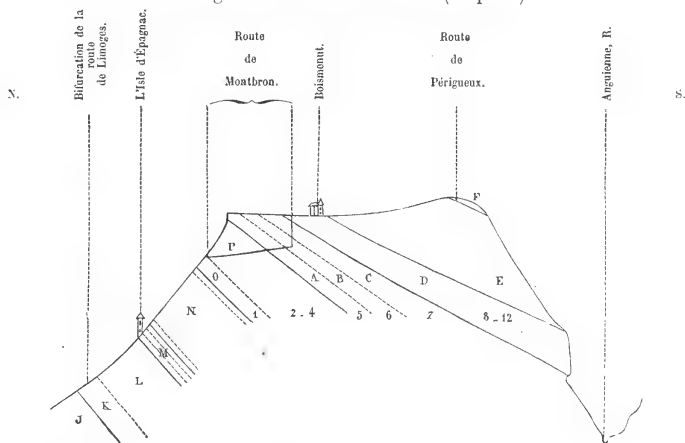 Bifurcation de la
route
de Limoges.
L'Isle d'Épagnac.
Route
de
Montbron.
Boismenut.
Route
de
Périgueux.
Anguienne, R.
N.
S.
F
P
O
A
B
C
D
E
N
1
2 - 4
5
6
7
8 - 12
M
L
K
J